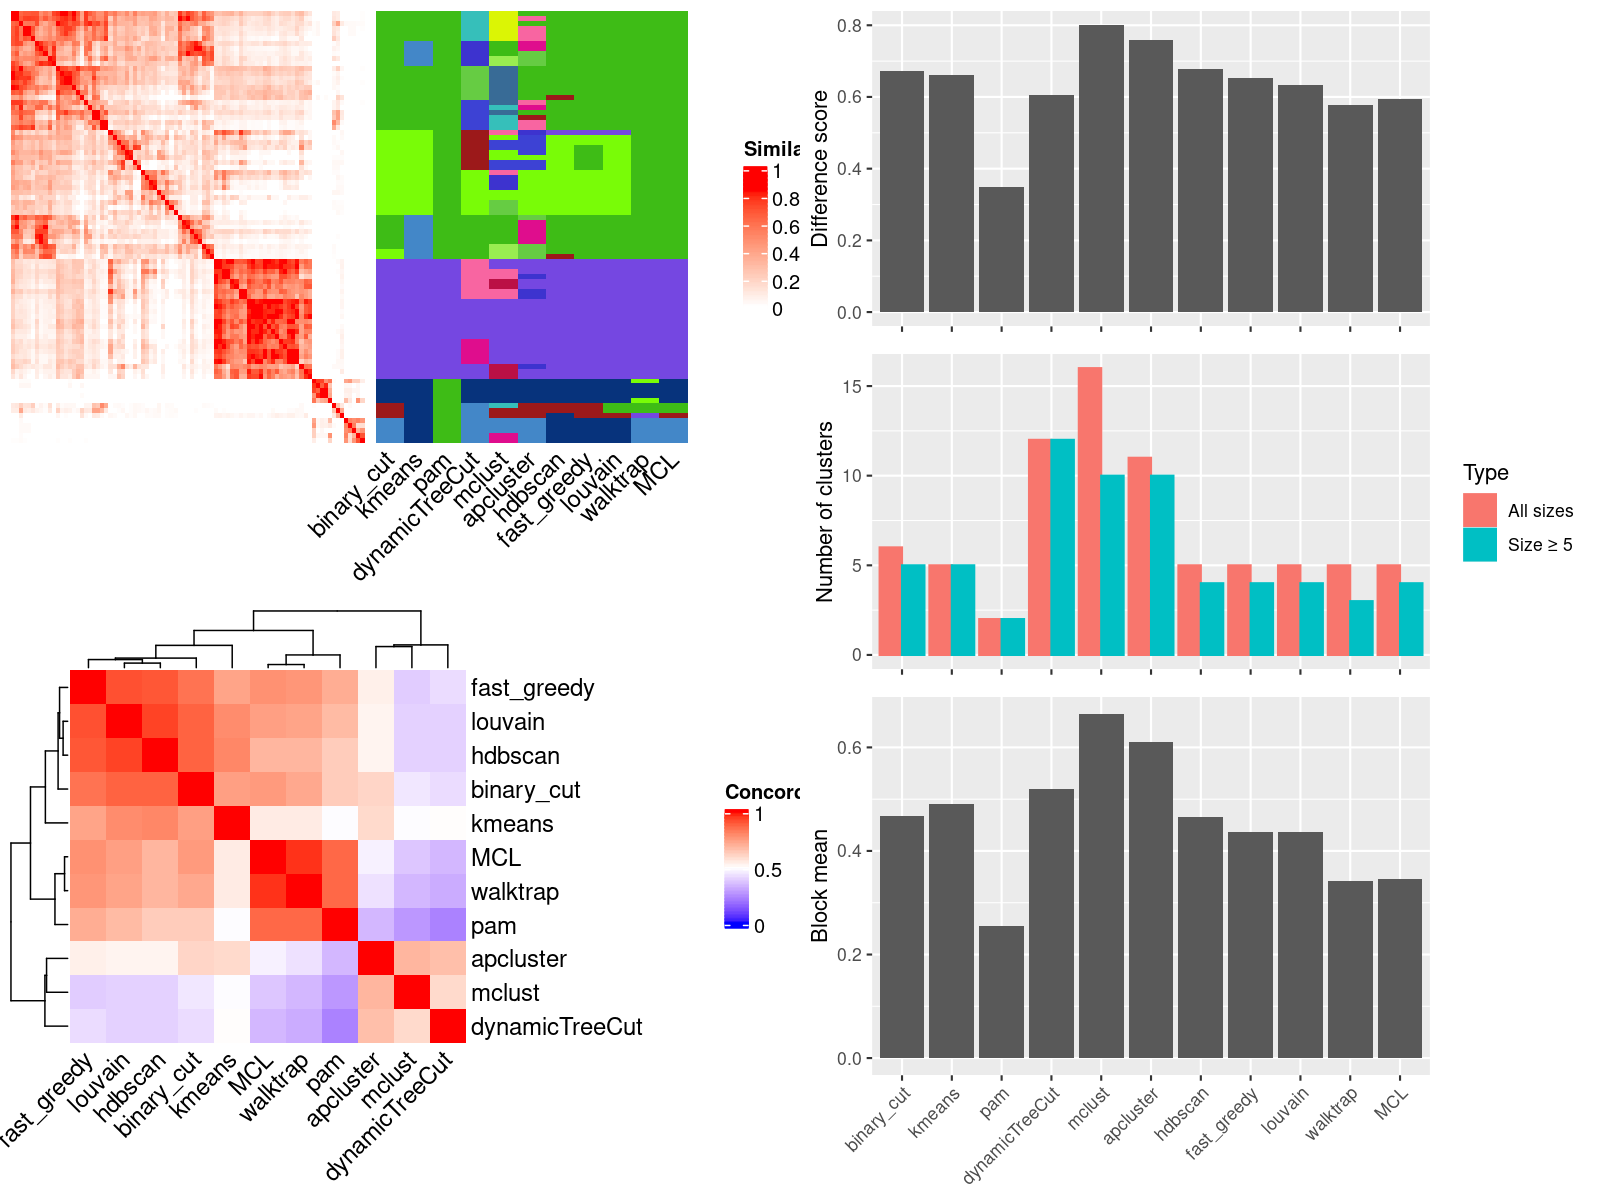 Simila
1
0.8
0.6
0.4
0.2
0
binary_cut
kmeans
pam
dynamicTreeCut
mclust
apcluster
hdbscan
fast_greedy
louvain
walktrap
MCL
fast_greedy
louvain
hdbscan
binary_cut
kmeans
MCL
walktrap
pam
apcluster
mclust
dynamicTreeCut
fast_greedy
louvain
hdbscan
binary_cut
kmeans
MCL
walktrap
pam
apcluster
mclust
dynamicTreeCut
Concord
1
0.5
0
Difference score
0.8
0.6
0.4
0.2
0.0
Number of clusters
15
10
5
0
Type
All sizes
Size ≥ 5
Block mean
0.6
0.4
0.2
0.0
binary_cut
kmeans
pam
dynamicTreeCut
mclust
apcluster
hdbscan
fast_greedy
louvain
walktrap
MCL